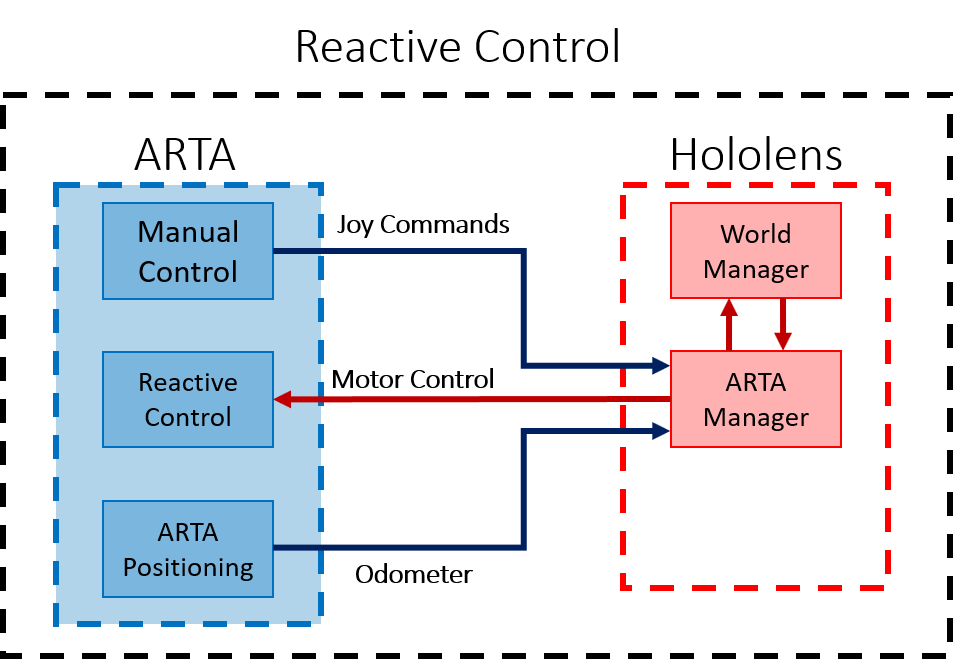 Reactive Control
ARTA
Hololens
Manual
Control
Joy Commands
World
Manager
Reactive
Control
Motor Control
ARTA
Manager
ARTA
Positioning
Odometer